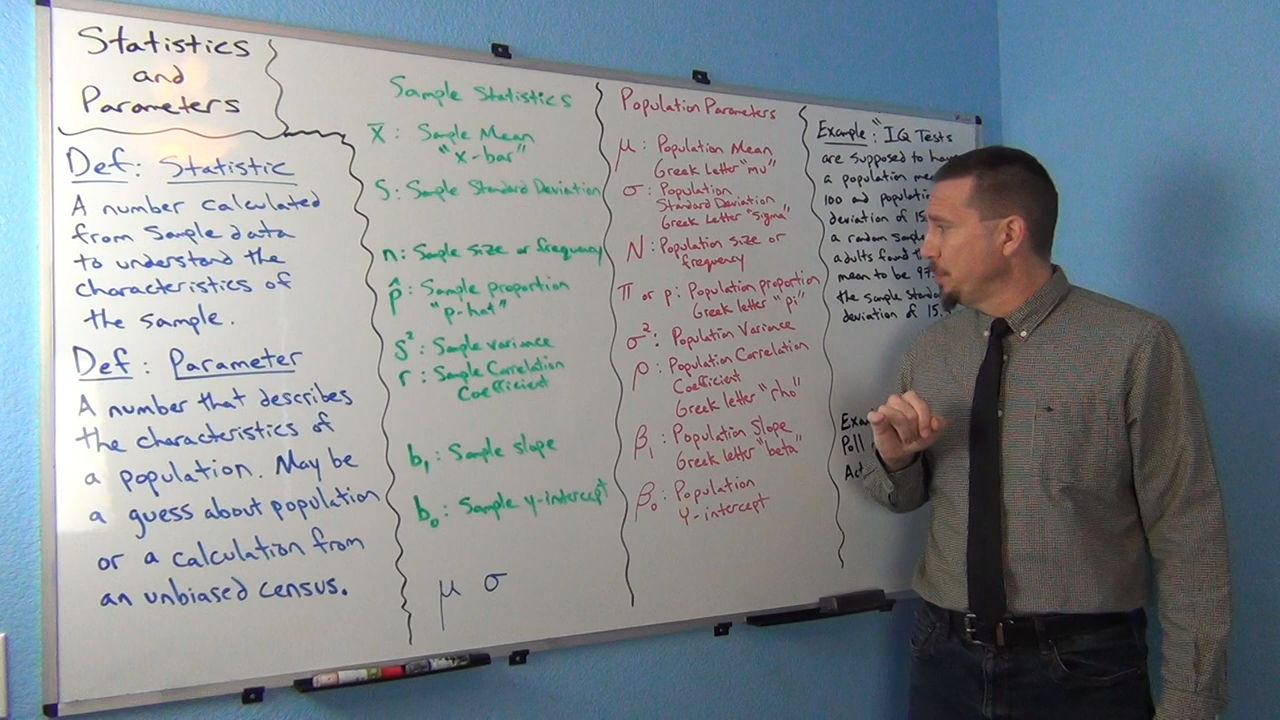 Statistics
and
Parameters
Def: Statistic
A number calculated
from Sample data
to understand the
characteristics of
the sample.
Def: Parameter
A number that describes
the characteristics of
a population. May be
a guess about population
or a calculation from
an unbiased census.
Sample Statistics
x̄: Sample Mean
"x-bar"
S: Sample Standard Deviation
n: Sample size or frequency
p̂: Sample proportion
"p-hat"
s²: Sample variance
r: Sample Correlation
Coefficient
b₁: Sample slope
b₀: Sample y-intercept
μ σ
Population Parameters
μ: Population Mean
Greek Letter "mu"
σ: Population
Standard Deviation
Greek Letter "sigma"
N: Population size or
frequency
π or p: Population proportion
Greek letter "pi"
σ²: Population Variance
ρ: Population Correlation
Coefficient
Greek letter "rho"
β₁: Population Slope
Greek letter "beta"
β₀: Population
Y-intercept
Example: "IQ Tests
are supposed to
a population
100 and
deviation of 15
a random
adults found
mean to be 97
the sample
deviation of 15.
Poll